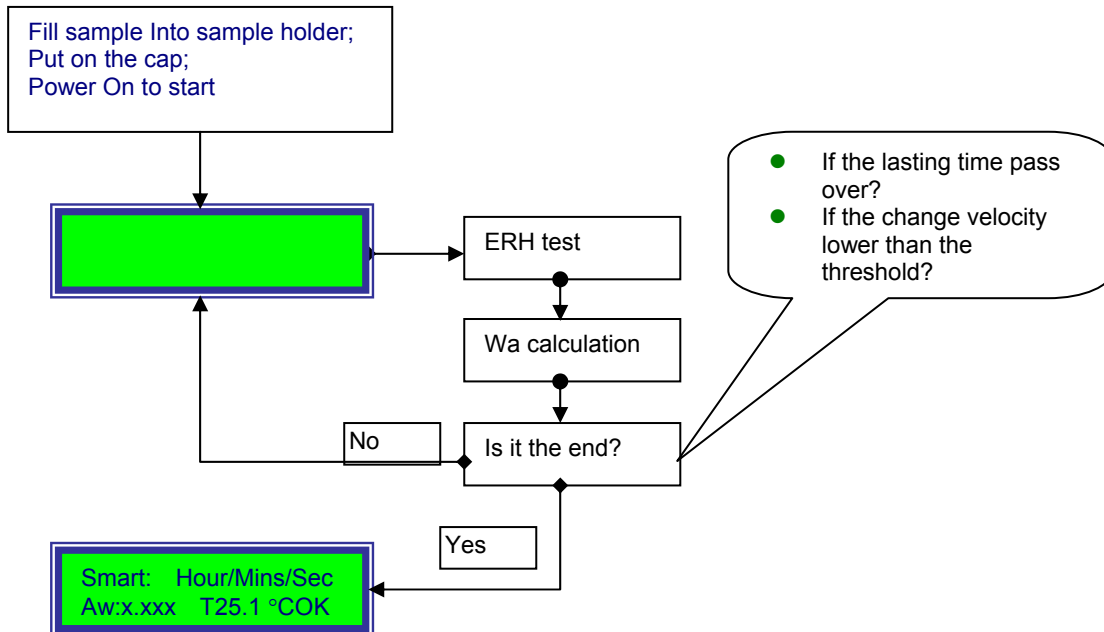 Fill sample Into sample holder;
Put on the cap;
Power On to start
If the lasting time pass
over?
If the change velocity
lower than the
threshold?
ERH test
Wa calculation
No
Is it the end?
Yes
Smart: Hour/Mins/Sec
Aw:x.xxx T25.1 °COK